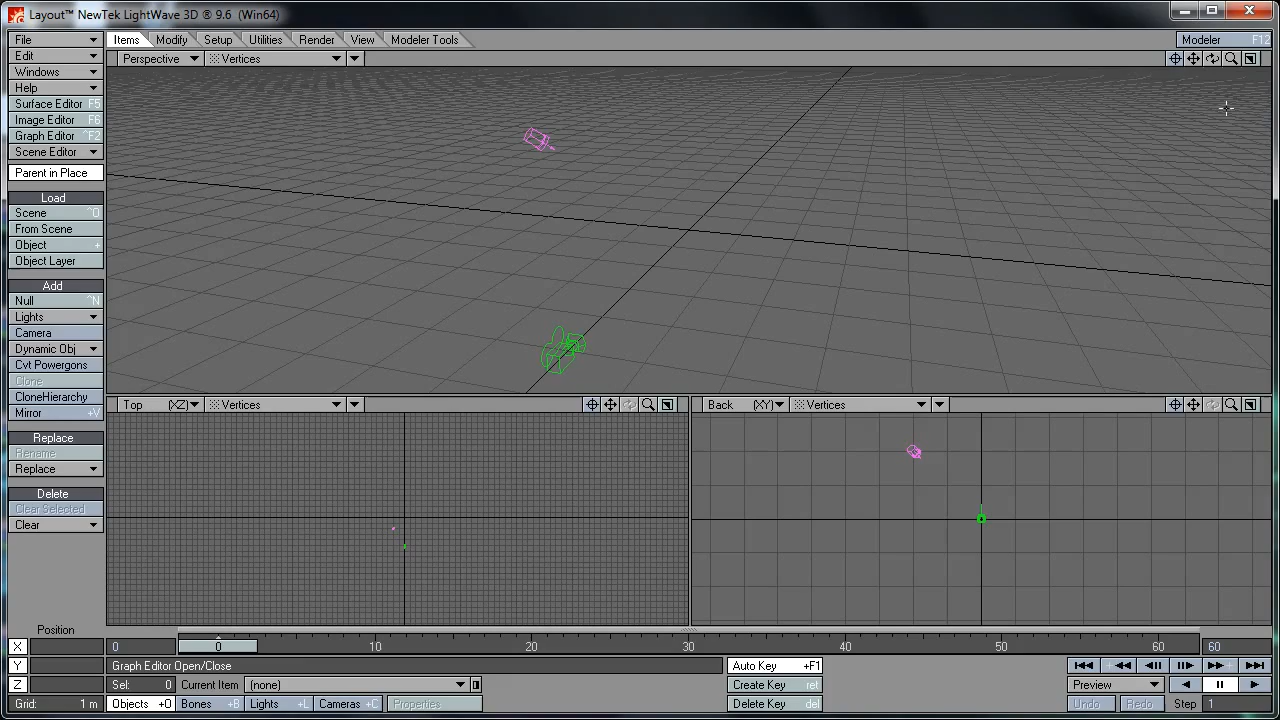 Layout™ NewTek LightWave 3D ® 9.6 (Win64)
File
Items Modify Setup Utilities Render View Modeler Tools
Modeler F12
Edit
Perspective Vertices
Windows
Help
Surface Editor F5
Image Editor F6
Graph Editor ^F2
Scene Editor
Parent in Place
Load
Scene ^O
From Scene
Object +
Object Layer
Add
Null ^N
Lights
Camera
Dynamic Obj
Cvt Powergons
Clone
CloneHierarchy
Mirror +V
Replace
Rename
Replace
Delete
Clear Selected
Clear
Top (XZ) Vertices
Back (XY) Vertices
Position
X 0 0 10 20 30 40 50 60 60
Y Graph Editor Open/Close
Auto Key +F1
Z Sel: 0 Current Item (none)
Create Key ret
Preview
Grid: 1 m Objects +O Bones +B Lights +L Cameras +C Properties
Delete Key del
Undo Redo Step 1